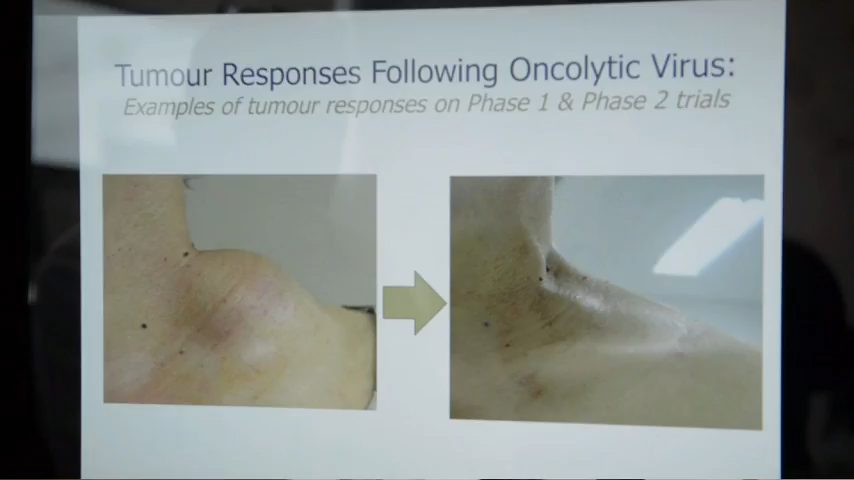 Tumour Responses Following Oncolytic Virus:
Examples of tumour responses on Phase 1 & Phase 2 trials